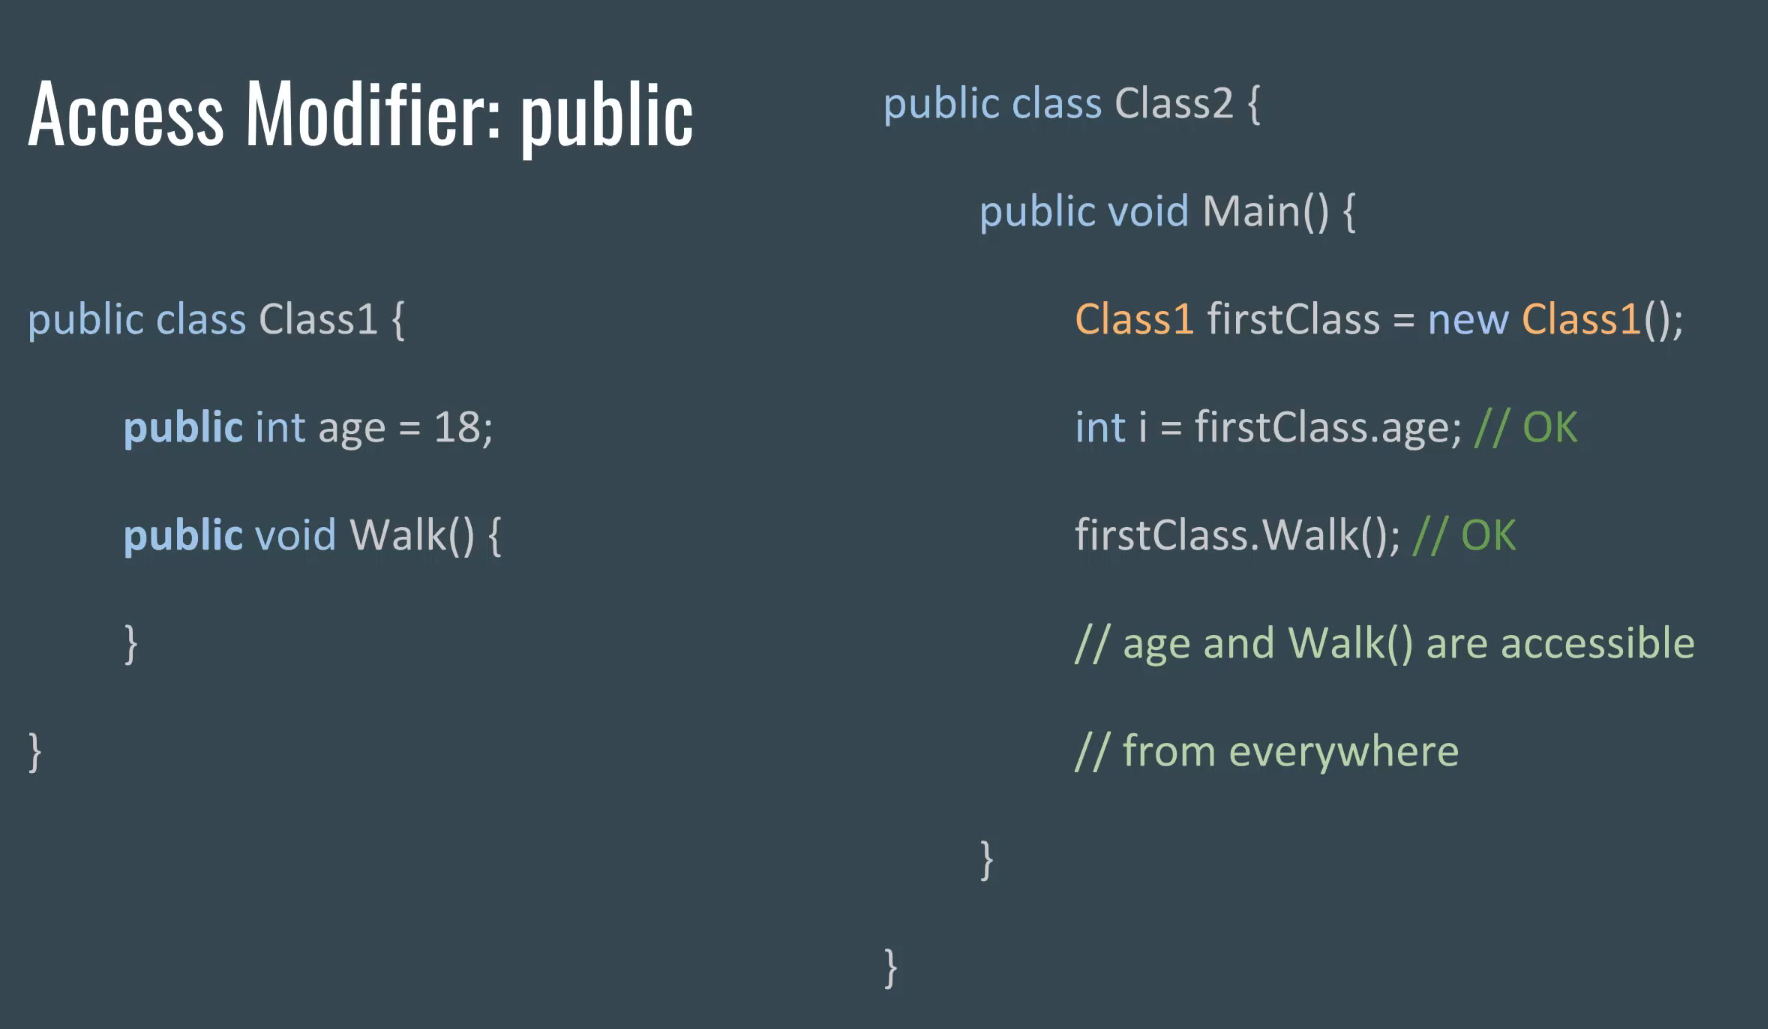 Access Modifier: public
public class Class1 {
public int age = 18;
public void Walk() {
}
}
public class Class2 {
public void Main() {
Class1 firstClass = new Class1();
int i = firstClass.age; // OK
firstClass.Walk(); // OK
// age and Walk() are accessible
// from everywhere
}
}